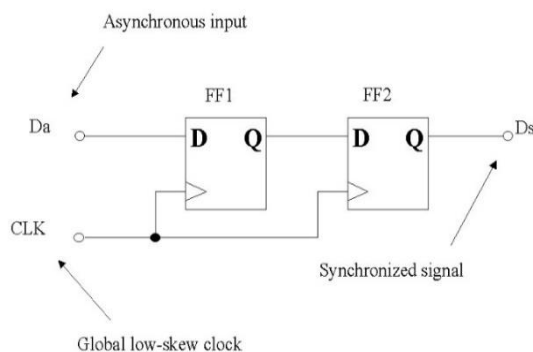 Asynchronous input
FF1
FF2
Da
D Q
D Q
Ds
CLK
Synchronized signal
Global low-skew clock